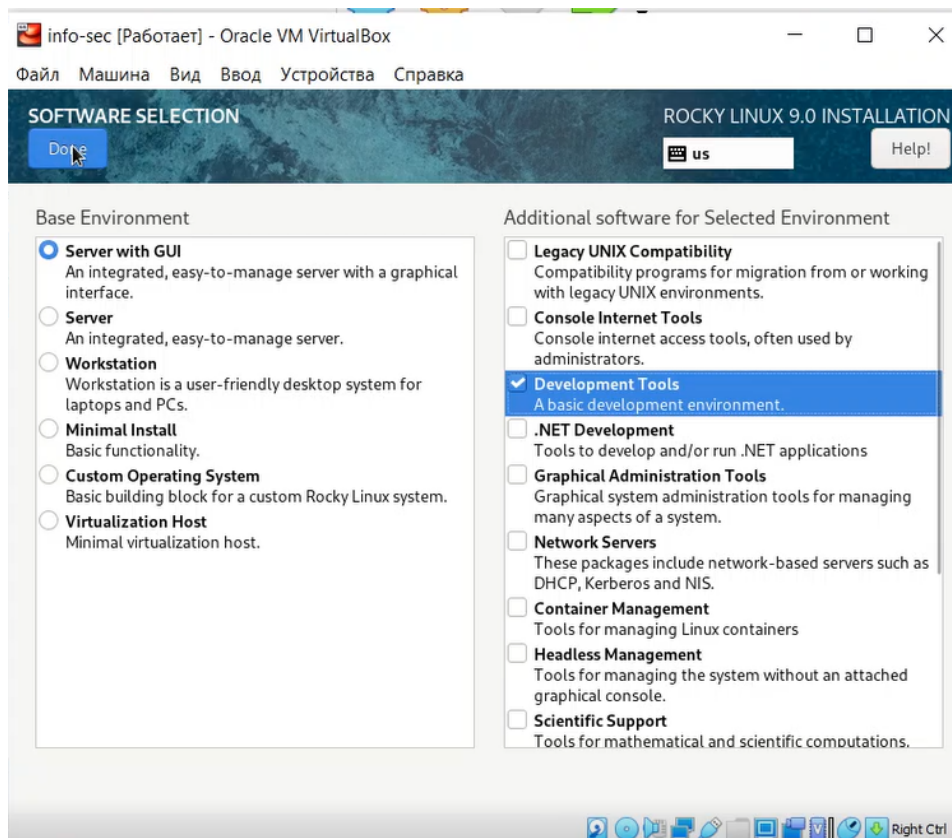 info-sec [Работает] - Oracle VM VirtualBox
Файл Машина Вид Ввод Устройства Справка
SOFTWARE SELECTION
ROCKY LINUX 9.0 INSTALLATION
Done
us
Help!
Base Environment
Server with GUI
An integrated, easy-to-manage server with a graphical
interface.
Server
An integrated, easy-to-manage server.
Workstation
Workstation is a user-friendly desktop system for
laptops and PCs.
Minimal Install
Basic functionality.
Custom Operating System
Basic building block for a custom Rocky Linux system.
Virtualization Host
Minimal virtualization host.
Additional software for Selected Environment
Legacy UNIX Compatibility
Compatibility programs for migration from or working
with legacy UNIX environments.
Console Internet Tools
Console internet access tools, often used by
administrators.
Development Tools
A basic development environment.
.NET Development
Tools to develop and/or run .NET applications
Graphical Administration Tools
Graphical system administration tools for managing
many aspects of a system.
Network Servers
These packages include network-based servers such as
DHCP, Kerberos and NIS.
Container Management
Tools for managing Linux containers
Headless Management
Tools for managing the system without an attached
graphical console.
Scientific Support
Tools for mathematical and scientific computations.
Right Ctrl